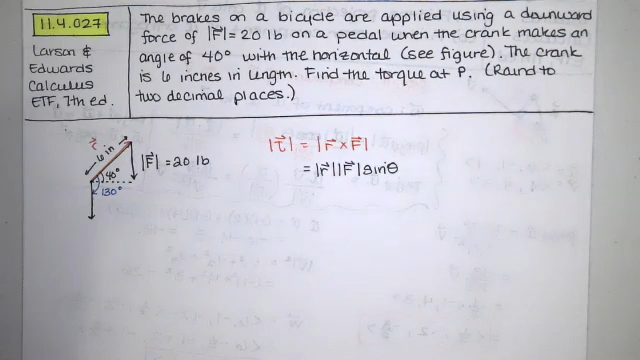 11.4.027
Larson &
Edwards
Calculus
ETF, 7th ed.
The brakes on a bicycle are applied using a downward
force of |F⃗| = 20 lb on a pedal when the crank makes an
angle of 40° with the horizontal (see figure). The crank
is 6 inches in length. Find the torque at P. (Round to
two decimal places.)
r⃗
6 in
40°
|F⃗| = 20 lb
130°
|τ⃗| = |r⃗ × F⃗|
= |r⃗||F⃗| sinθ